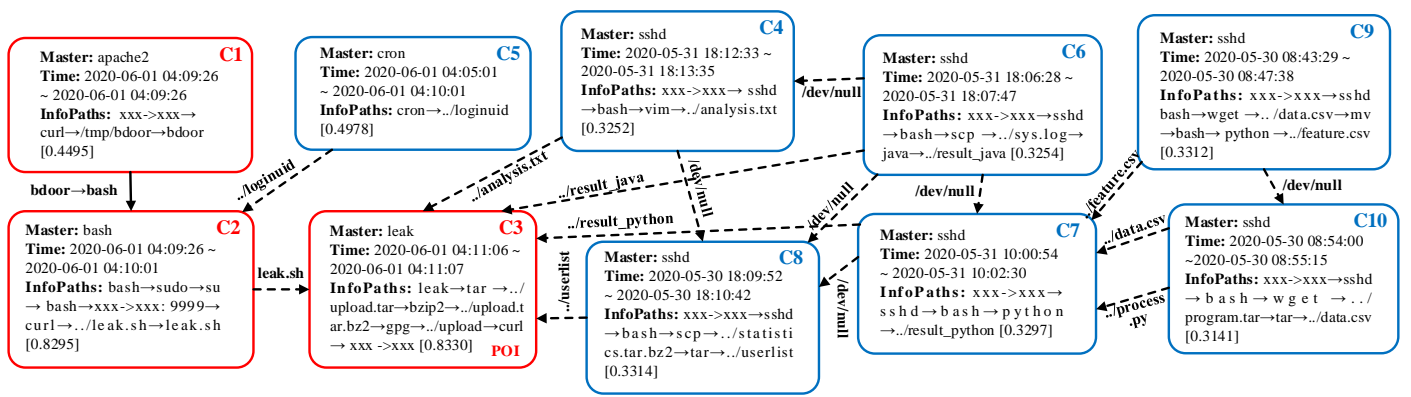 C1
Master: apache2
Time: 2020-06-01 04:09:26
~ 2020-06-01 04:09:26
InfoPaths: xxx->xxx→
curl→/tmp/bdoor→bdoor
[0.4495]
C5
Master: cron
Time: 2020-06-01 04:05:01
~ 2020-06-01 04:10:01
InfoPaths: cron→../loginuid
[0.4978]
C4
Master: sshd
Time: 2020-05-31 18:12:33 ~
2020-05-31 18:13:35
InfoPaths: xxx->xxx→ sshd
→bash→vim→../analysis.txt
[0.3252]
C6
Master: sshd
Time: 2020-05-31 18:06:28 ~
2020-05-31 18:07:47
InfoPaths: xxx->xxx→sshd
→bash→scp →../sys.log→
java→../result_java [0.3254]
C9
Master: sshd
Time: 2020-05-30 08:43:29 ~
2020-05-30 08:47:38
InfoPaths: xxx->xxx→sshd
bash→wget →../data.csv→mv
→bash→ python →../feature.csv
[0.3312]
/dev/null
bdoor→bash
../loginuid
../analysis.txt
/dev/null
../result_java
/dev/null
/dev/null
../feature.csv
/dev/null
C2
Master: bash
Time: 2020-06-01 04:09:26 ~
2020-06-01 04:10:01
InfoPaths: bash→sudo→su
→ bash→xxx->xxx: 9999→
curl→../leak.sh→leak.sh
[0.8295]
leak.sh
C3
Master: leak
Time: 2020-06-01 04:11:06 ~
2020-06-01 04:11:07
InfoPaths: leak→tar →../
upload.tar→bzip2→../upload.t
ar.bz2→gpg→../upload→curl
→ xxx ->xxx [0.8330]
POI
../result_python
../userlist
C8
Master: sshd
Time: 2020-05-30 18:09:52
~ 2020-05-30 18:10:42
InfoPaths: xxx->xxx→sshd
→bash→scp→../statisti
cs.tar.bz2→tar→../userlist
[0.3314]
/dev/null
C7
Master: sshd
Time: 2020-05-31 10:00:54
~ 2020-05-31 10:02:30
InfoPaths: xxx->xxx→
sshd→bash→python
→../result_python [0.3297]
../data.csv
../process
.py
C10
Master: sshd
Time: 2020-05-30 08:54:00
~2020-05-30 08:55:15
InfoPaths: xxx->xxx→sshd
→bash→wget →../
program.tar→tar→../data.csv
[0.3141]